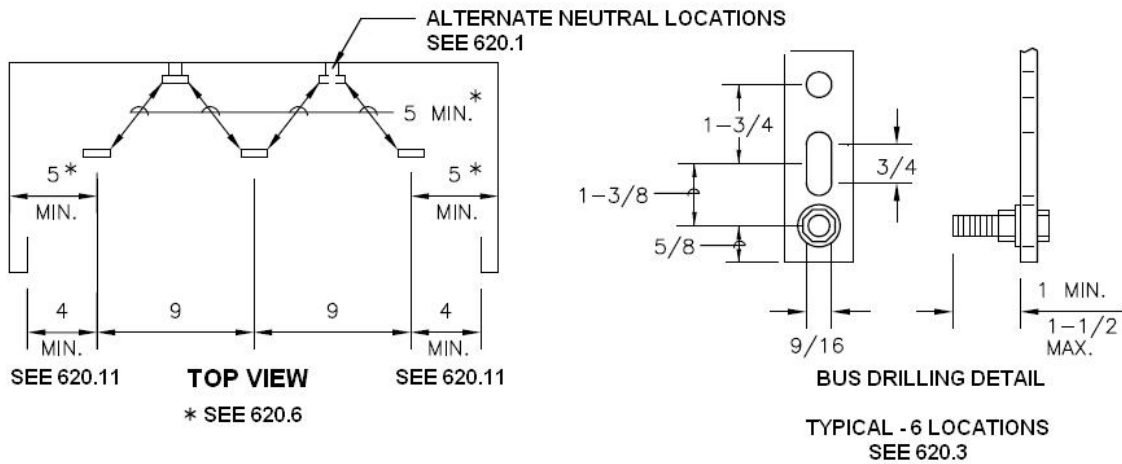 ALTERNATE NEUTRAL LOCATIONS
SEE 620.1
5 MIN.*
5*
MIN.
5*
MIN.
4
MIN.
9
9
4
MIN.
SEE 620.11
TOP VIEW
SEE 620.11
* SEE 620.6
1-3/4
3/4
1-3/8
5/8
9/16
1 MIN.
1-1/2
MAX.
BUS DRILLING DETAIL
TYPICAL - 6 LOCATIONS
SEE 620.3